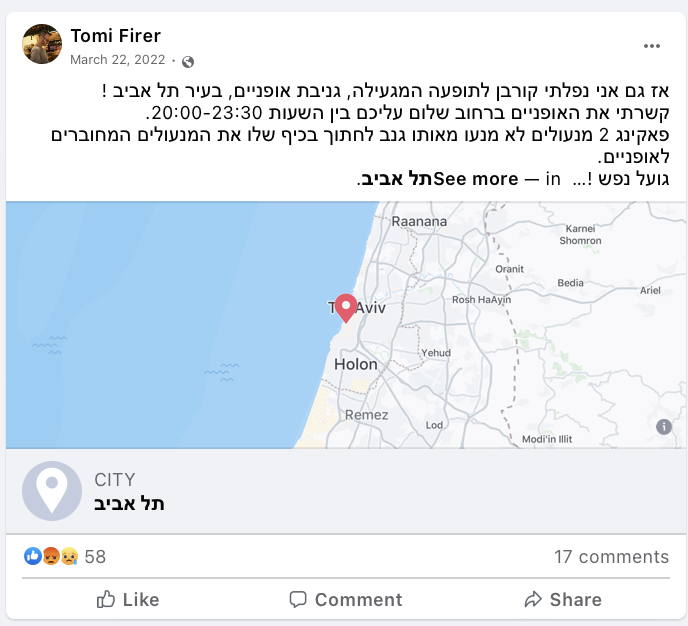 Tomi Firer
March 22, 2022 ·
אז גם אני נפלתי קורבן לתופעה המגעילה, גניבת אופניים, בעיר תל אביב !
קשרתי את האופניים ברחוב שלום עליכם בין השעות 20:00-23:30.
פאקינג 2 מנעולים לא מנעו מאותו גנב לחתוך בכיף שלו את המנעולים המחוברים
לאופניים.
גועל נפש !... See more — in תל אביב.
Raanana
Karnei
Shomron
Oranit
Bedia
Ariel
Rosh HaAyin
Tel Aviv
Yehud
Holon
Remez
Lod
Modi'in Illit
CITY
תל אביב
58
17 comments
Like
Comment
Share